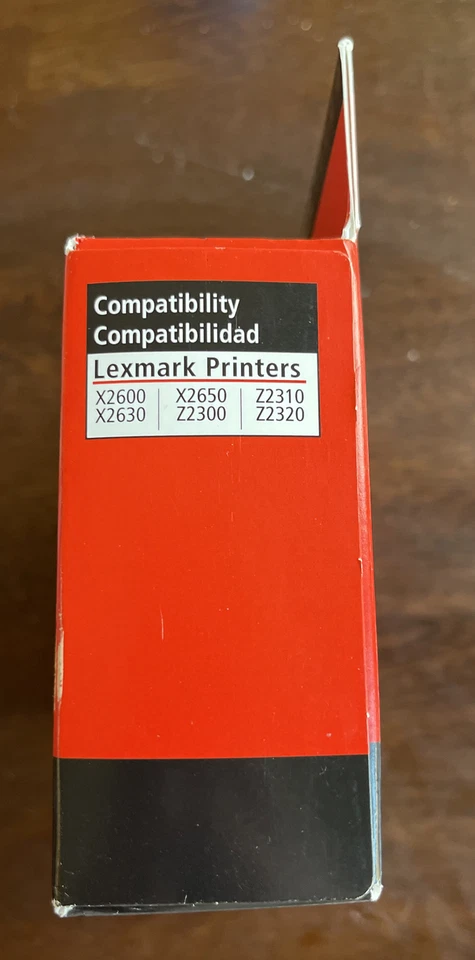 Compatibility
Compatibilidad
Lexmark Printers
X2600 X2650 Z2310
X2630 Z2300 Z2320